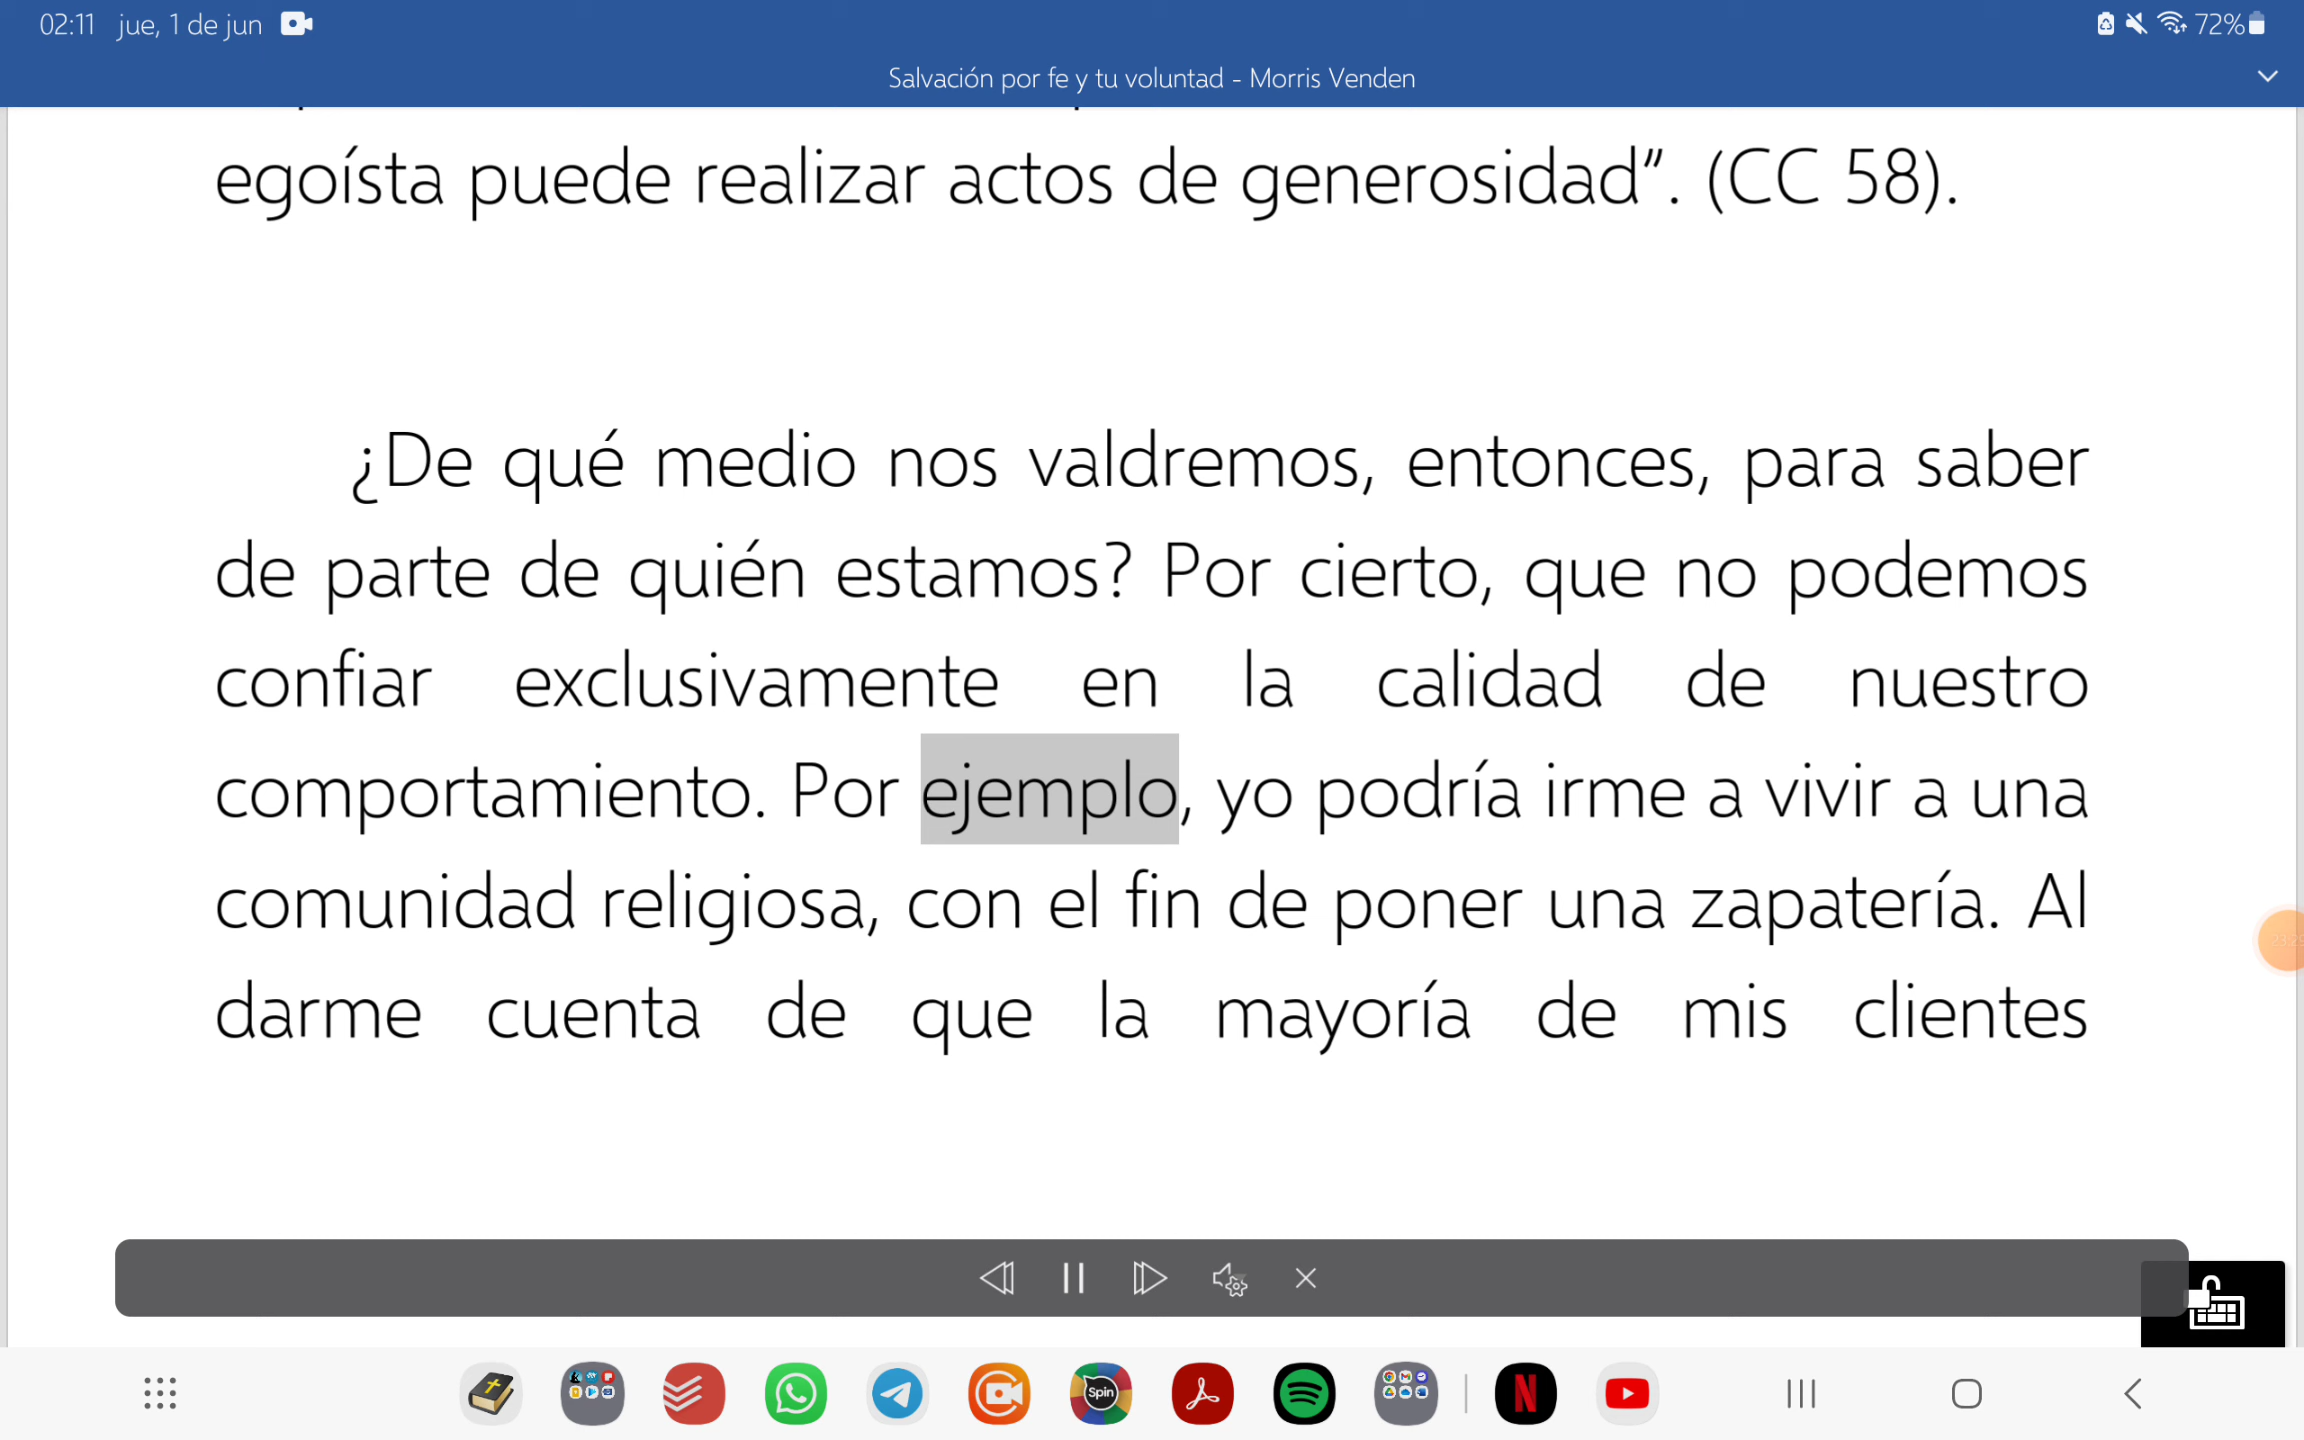 02:11 jue, 1 de jun 72%
Salvación por fe y tu voluntad - Morris Venden
egoísta puede realizar actos de generosidad”. (CC 58).
¿De qué medio nos valdremos, entonces, para saber
de parte de quién estamos? Por cierto, que no podemos
confiar exclusivamente en la calidad de nuestro
comportamiento. Por ejemplo, yo podría irme a vivir a una
comunidad religiosa, con el fin de poner una zapatería. Al
darme cuenta de que la mayoría de mis clientes
Spin